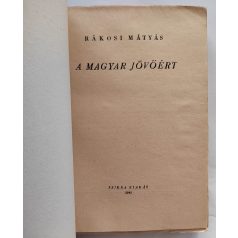 RÁKOSI MÁTYÁS
A MAGYAR JÖVŐÉRT
SZIKRA KIADÁS